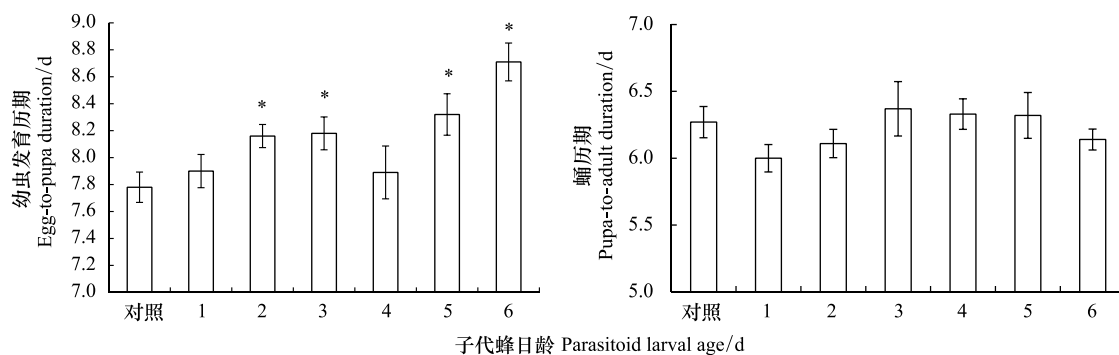 幼虫发育历期
Egg-to-pupa duration/d
9.0
8.8
8.6
8.4
8.2
8.0
7.8
7.6
7.4
7.2
7.0
* * * *
对照 1 2 3 4 5 6
蛹历期
Pupa-to-adult duration/d
7.0
6.5
6.0
5.5
5.0
对照 1 2 3 4 5 6
子代蜂日龄 Parasitoid larval age/d